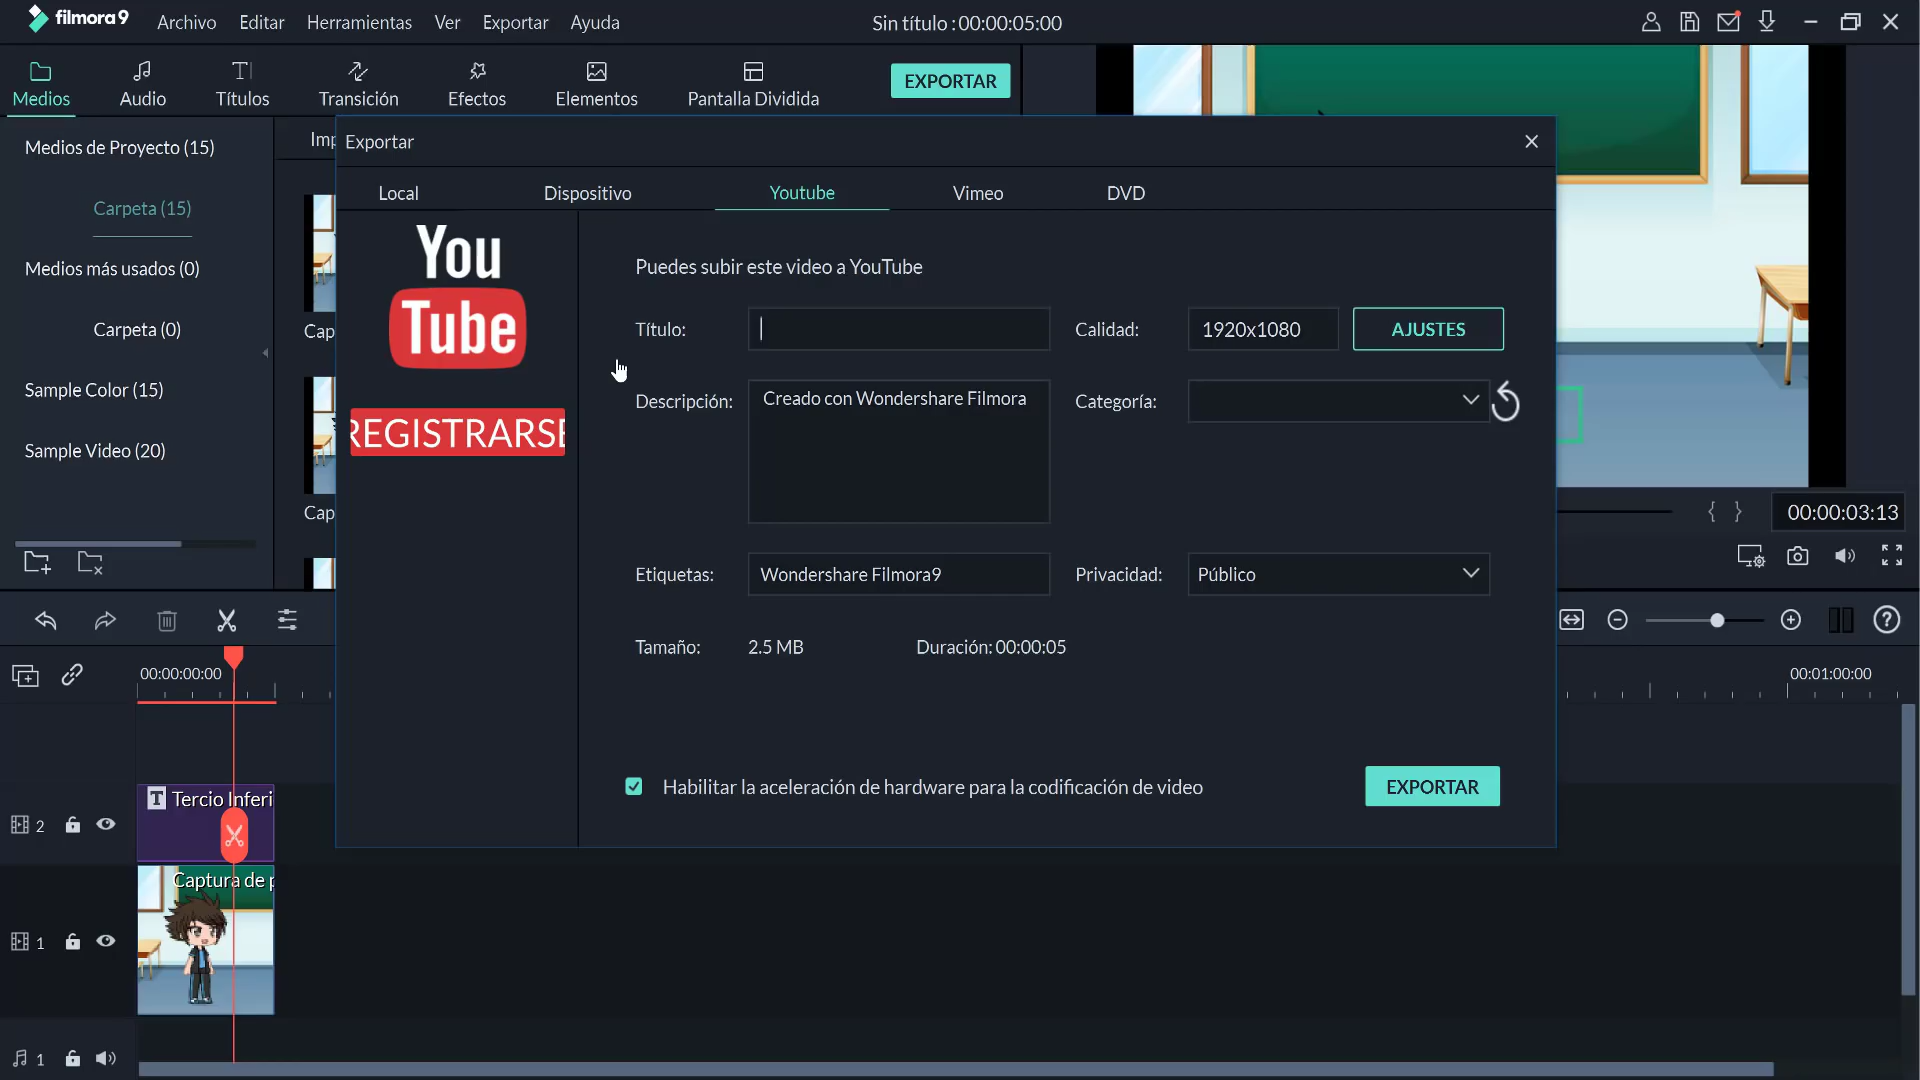 filmora9
Archivo
Editar
Herramientas
Ver
Exportar
Ayuda
Sin título : 00:00:05:00
Medios
Audio
Títulos
Transición
Efectos
Elementos
Pantalla Dividida
EXPORTAR
Medios de Proyecto (15)
Carpeta (15)
Medios más usados (0)
Carpeta (0)
Sample Color (15)
Sample Video (20)
Imp
Cap
Cap
Exportar
Local
Dispositivo
Youtube
Vimeo
DVD
You
Tube
REGISTRARSE
Puedes subir este video a YouTube
Título:
Calidad:
1920x1080
AJUSTES
Descripción:
Creado con Wondershare Filmora
Categoría:
Etiquetas:
Wondershare Filmora9
Privacidad:
Público
Tamaño:
2.5 MB
Duración: 00:00:05
Habilitar la aceleración de hardware para la codificación de video
EXPORTAR
{ }
00:00:03:13
00:00:00:00
00:01:00:00
T Tercio Inferi
2
Captura de p
1
1